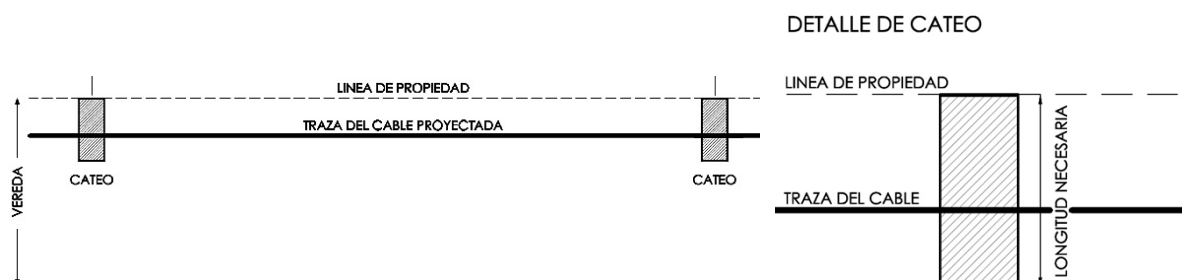 LINEA DE PROPIEDAD
TRAZA DEL CABLE PROYECTADA
CATEO
CATEO
VEREDA
DETALLE DE CATEO
LINEA DE PROPIEDAD
TRAZA DEL CABLE
LONGITUD NECESARIA